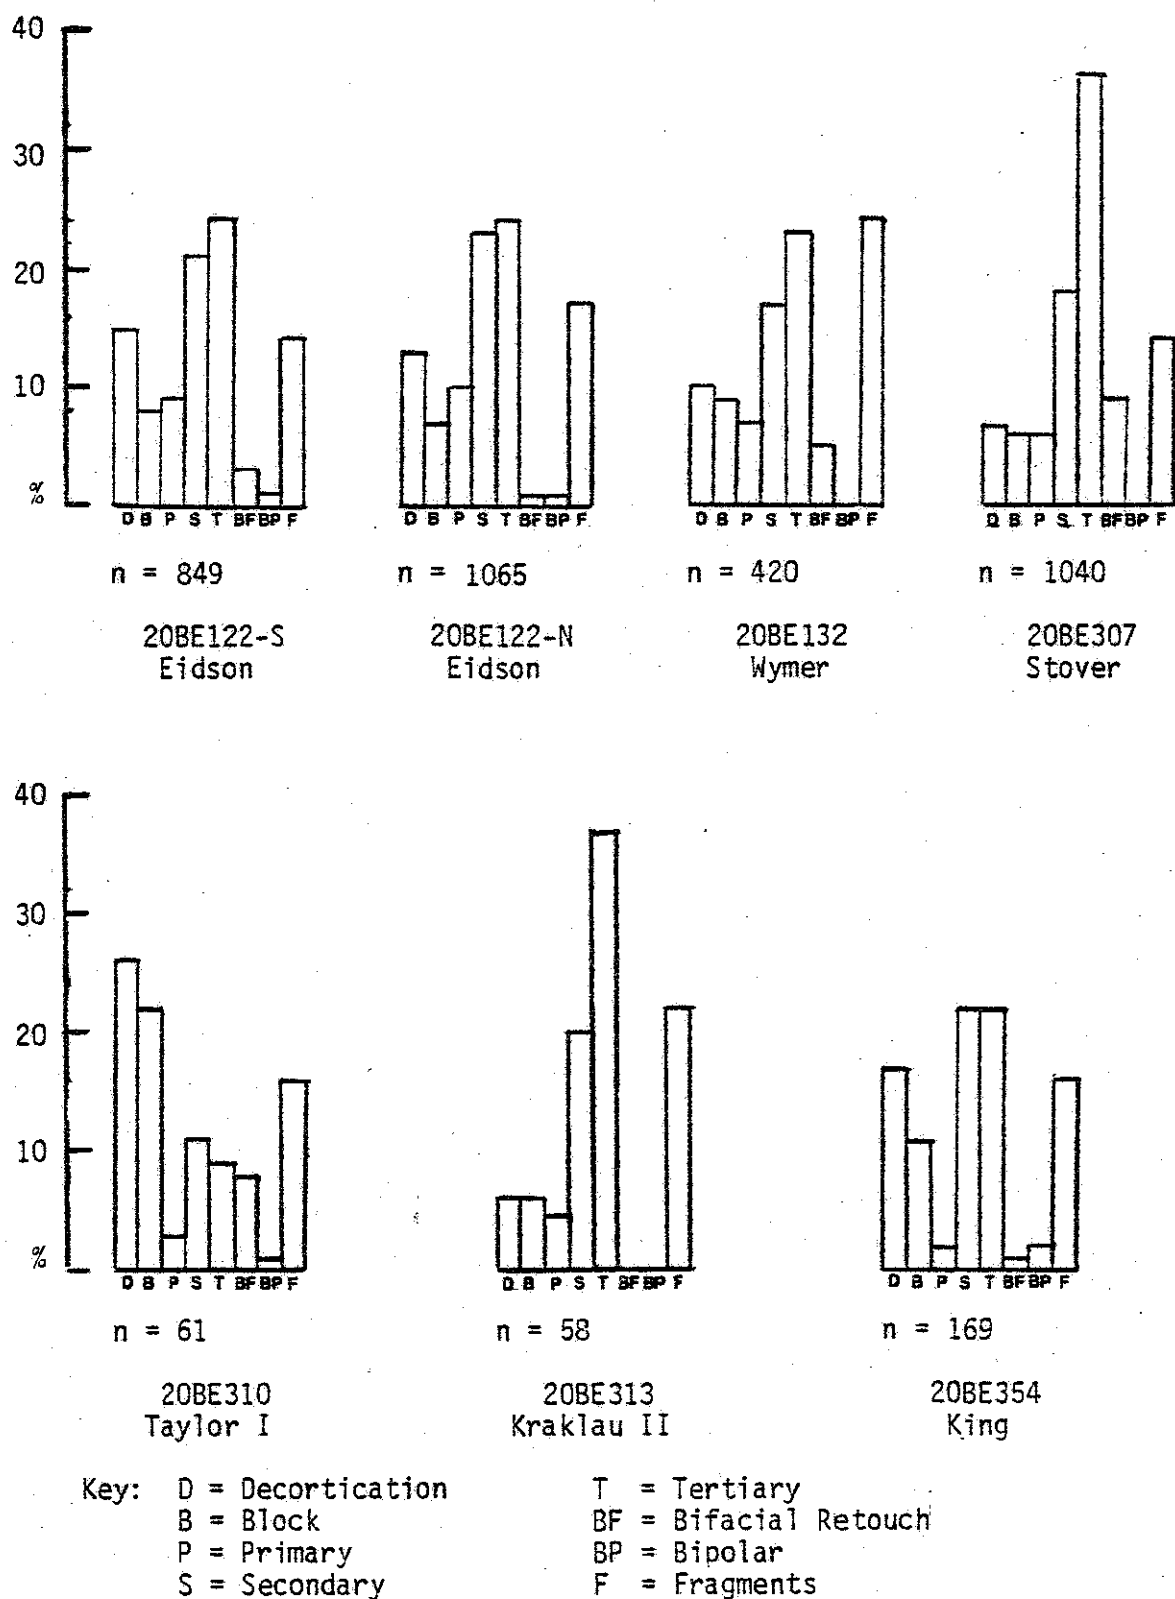 40
30
20
10
%
D B P S T BF BP F
D B P S T BF BP F
D B P S T BF BP F
D B P S T BF BP F
n = 849
n = 1065
n = 420
n = 1040
20BE122-S
Eidson
20BE122-N
Eidson
20BE132
Wymer
20BE307
Stover
40
30
20
10
%
D B P S T BF BP F
D B P S T BF BP F
D B P S T BF BP F
n = 61
n = 58
n = 169
20BE310
Taylor I
20BE313
Kraklau II
20BE354
King
Key: D = Decortication
B = Block
P = Primary
S = Secondary
T = Tertiary
BF = Bifacial Retouch
BP = Bipolar
F = Fragments